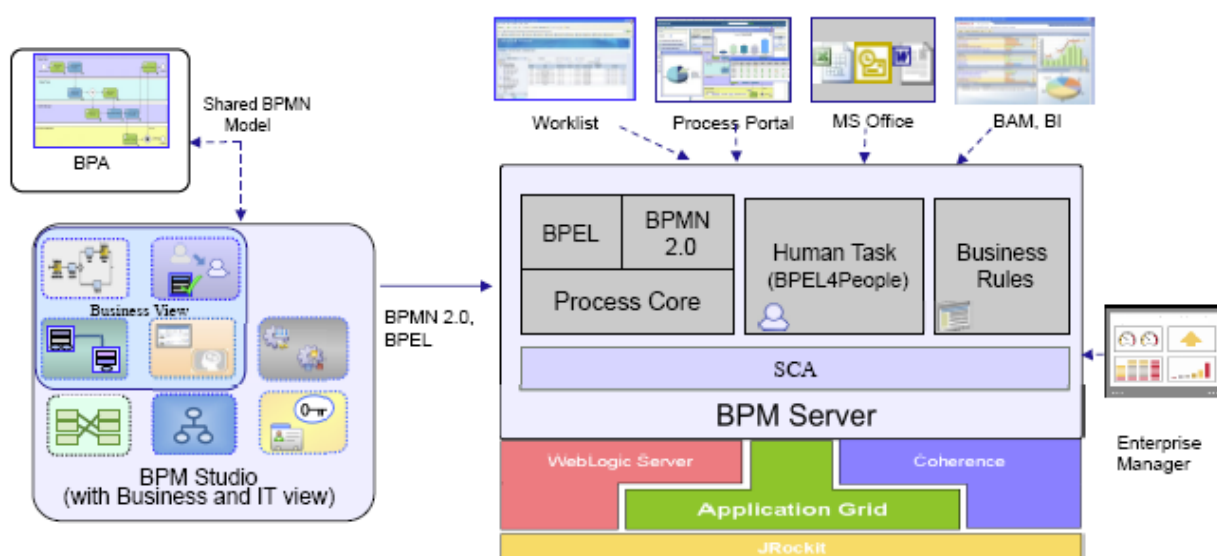 Shared BPMN
Model
BPA
Worklist
Process Portal
MS Office
BAM, BI
Business View
BPM Studio
(with Business and IT view)
BPMN 2.0,
BPEL
BPEL
BPMN
2.0
Process Core
Human Task
(BPEL4People)
Business
Rules
SCA
BPM Server
WebLogic Server
Coherence
Application Grid
JRockit
Enterprise
Manager